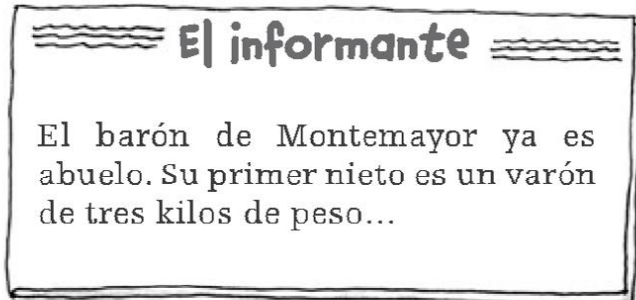 El informante
El barón de Montemayor ya es
abuelo. Su primer nieto es un varón
de tres kilos de peso...